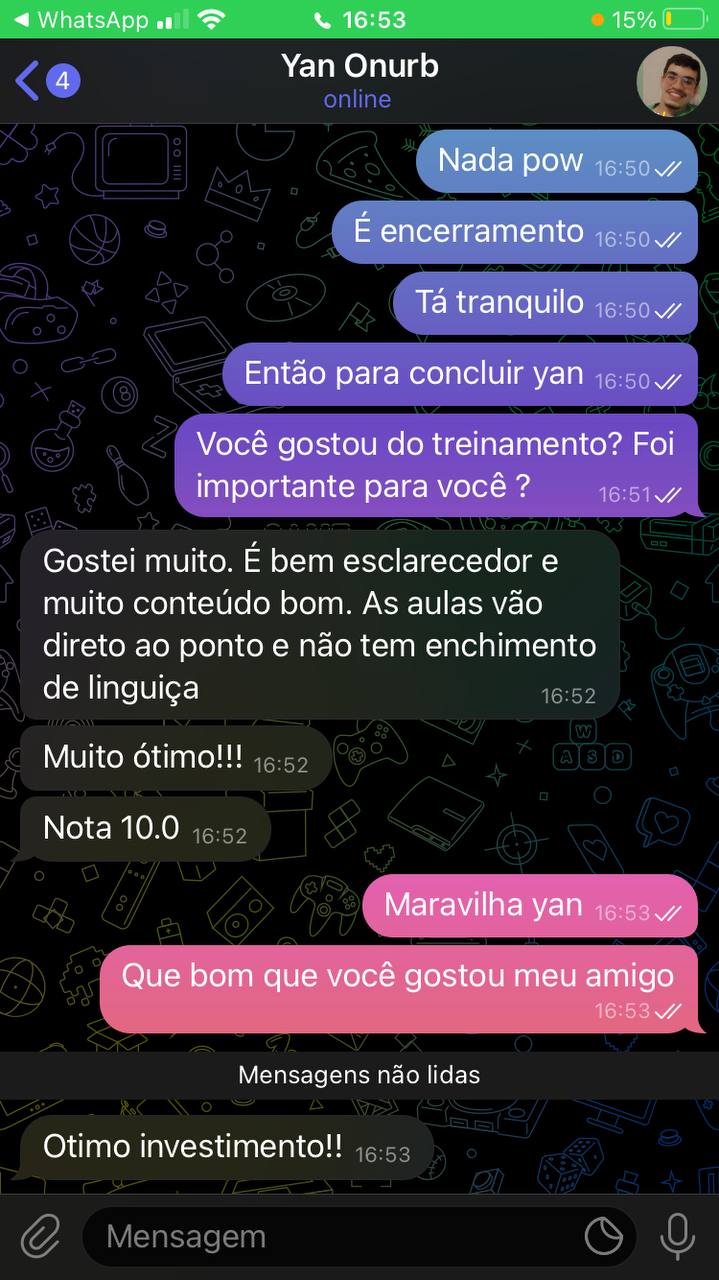 WhatsApp 16:53 15%
4 Yan Onurb
online
Nada pow 16:50
É encerramento 16:50
Tá tranquilo 16:50
Então para concluir yan 16:50
Você gostou do treinamento? Foi
importante para você ? 16:51
Gostei muito. É bem esclarecedor e
muito conteúdo bom. As aulas vão
direto ao ponto e não tem enchimento
de linguiça 16:52
Muito ótimo!!! 16:52
Nota 10.0 16:52
Maravilha yan 16:53
Que bom que você gostou meu amigo
16:53
Mensagens não lidas
Otimo investimento!! 16:53
Mensagem